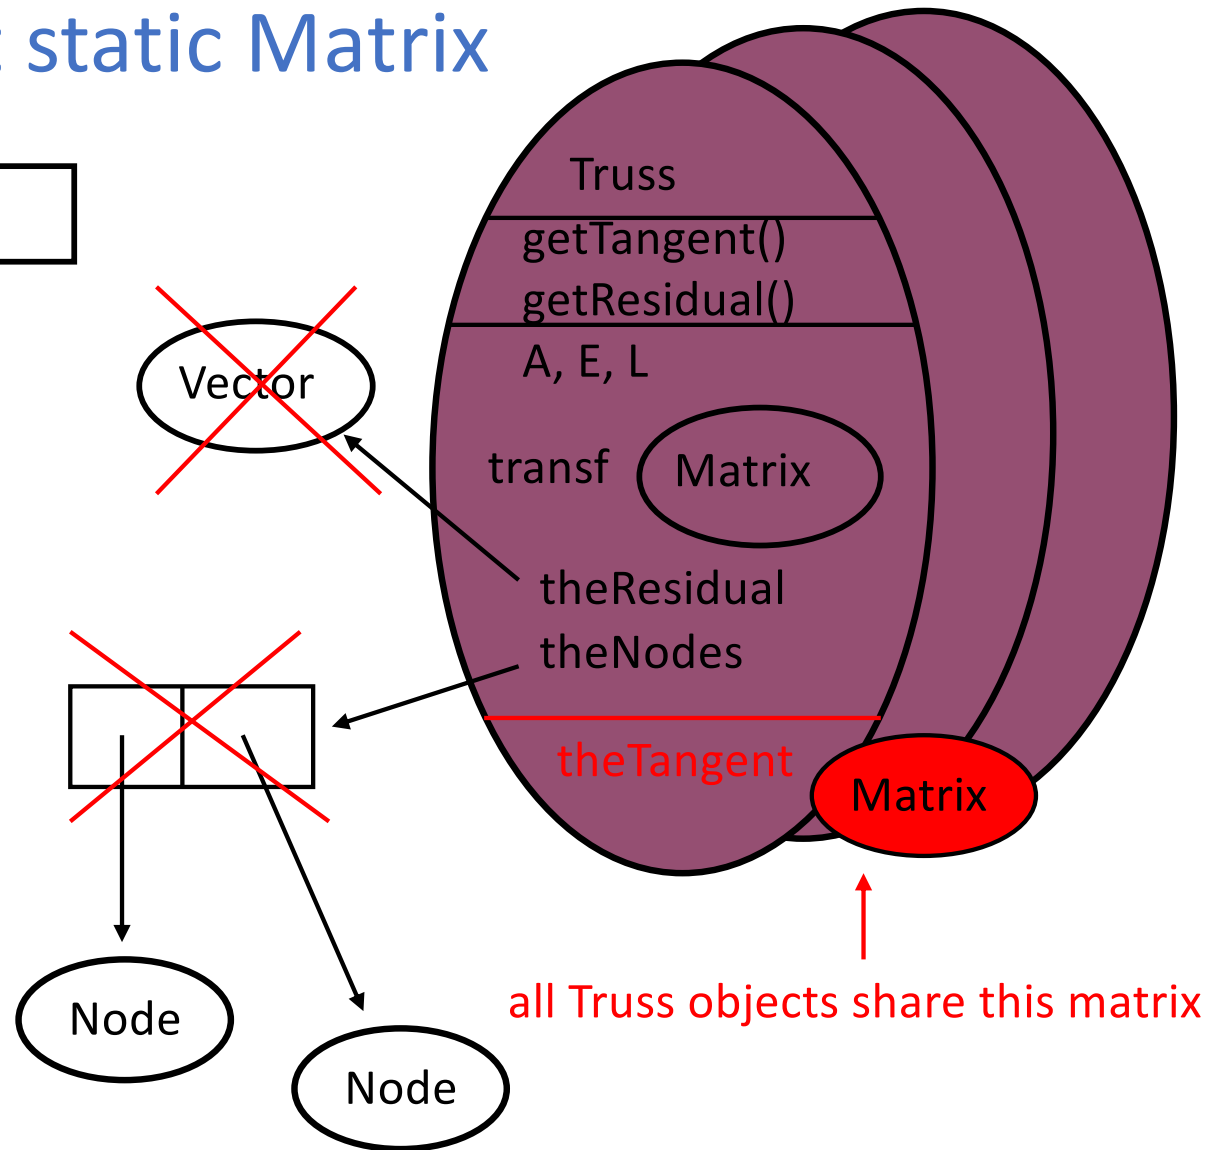 static Matrix
Truss
getTangent()
getResidual()
A, E, L
Vector
transf
Matrix
theResidual
theNodes
theTangent
Matrix
all Truss objects share this matrix
Node
Node